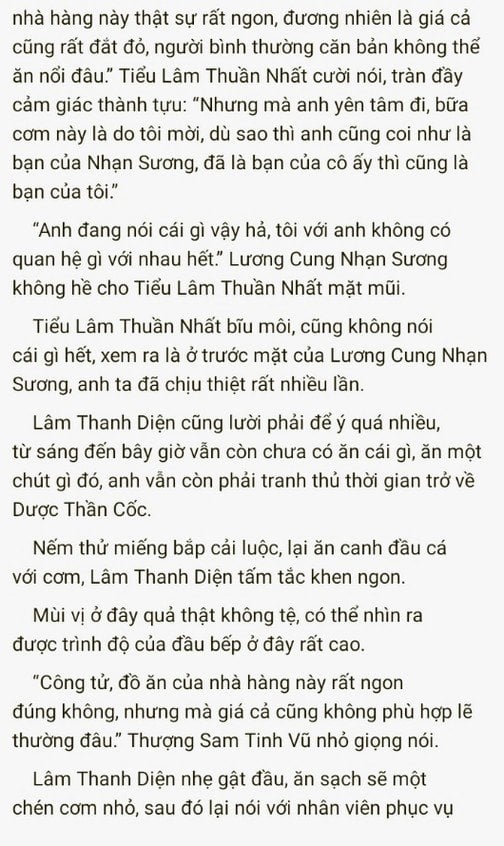 nhà hàng này thật sự rất ngon, đương nhiên là giá cả
cũng rất đắt đỏ, người bình thường căn bản không thể
ăn nổi đâu.” Tiểu Lâm Thuần Nhất cười nói, tràn đầy
cảm giác thành tựu: “Nhưng mà anh yên tâm đi, bữa
cơm này là do tôi mời, dù sao thì anh cũng coi như là
bạn của Nhạn Sương, đã là bạn của cô ấy thì cũng là
bạn của tôi.”
“Anh đang nói cái gì vậy hả, tôi với anh không có
quan hệ gì với nhau hết.” Lương Cung Nhạn Sương
không hề cho Tiểu Lâm Thuần Nhất mặt mũi.
Tiểu Lâm Thuần Nhất bĩu môi, cũng không nói
cái gì hết, xem ra là ở trước mặt của Lương Cung Nhạn
Sương, anh ta đã chịu thiệt rất nhiều lần.
Lâm Thanh Diện cũng lười phải để ý quá nhiều,
từ sáng đến bây giờ vẫn còn chưa có ăn cái gì, ăn một
chút gì đó, anh vẫn còn phải tranh thủ thời gian trở về
Dược Thần Cốc.
Nếm thử miếng bắp cải luộc, lại ăn canh đầu cá
với cơm, Lâm Thanh Diện tấm tắc khen ngon.
Mùi vị ở đây quả thật không tệ, có thể nhìn ra
được trình độ của đầu bếp ở đây rất cao.
“Công tử, đồ ăn của nhà hàng này rất ngon
đúng không, nhưng mà giá cả cũng không phù hợp lẽ
thường đâu.” Thượng Sam Tinh Vũ nhỏ giọng nói.
Lâm Thanh Diện nhẹ gật đầu, ăn sạch sẽ một
chén cơm nhỏ, sau đó lại nói với nhân viên phục vụ